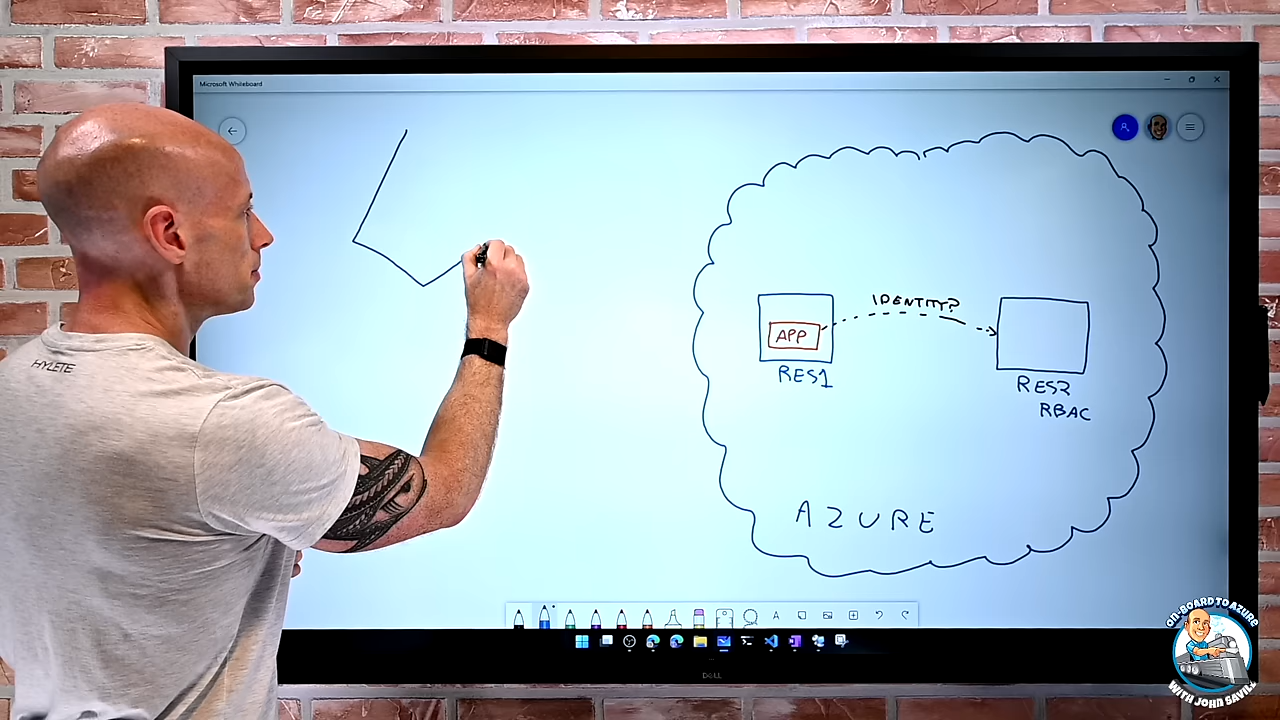 Microsoft Whiteboard
HYLETE
IDENTITY?
APP
RES1
RES2
RBAC
AZURE
A
DELL
ON-BOARD TO AZURE
WITH JOHN SAVILL